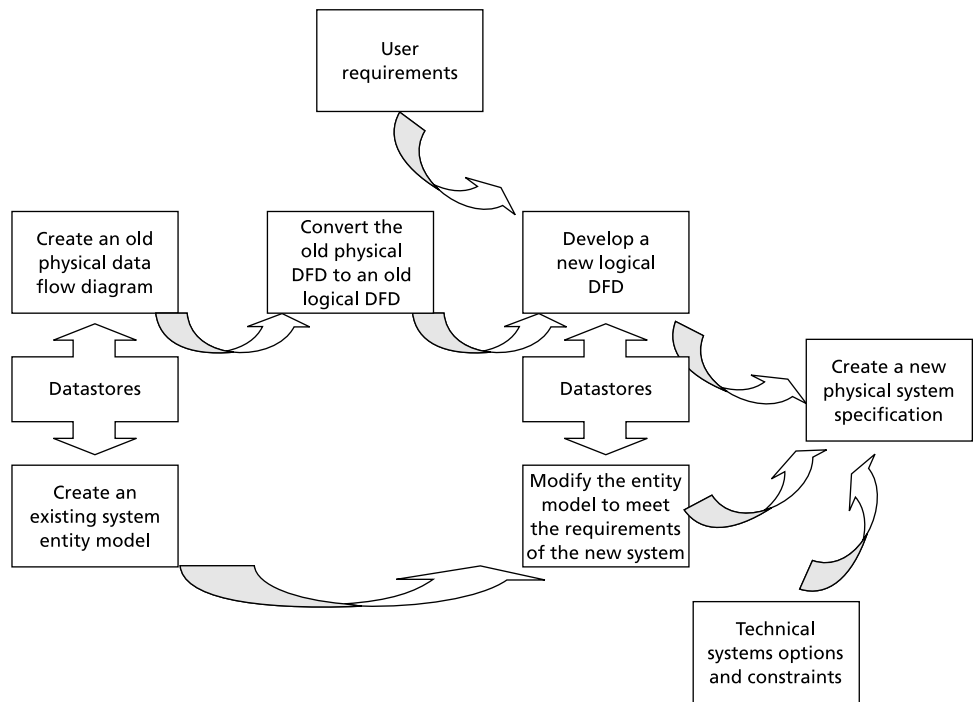 User
requirements
Create an old
physical data
flow diagram
Convert the
old physical
DFD to an old
logical DFD
Develop a
new logical
DFD
Datastores
Datastores
Create a new
physical system
specification
Create an
existing system
entity model
Modify the entity
model to meet
the requirements
of the new system
Technical
systems options
and constraints